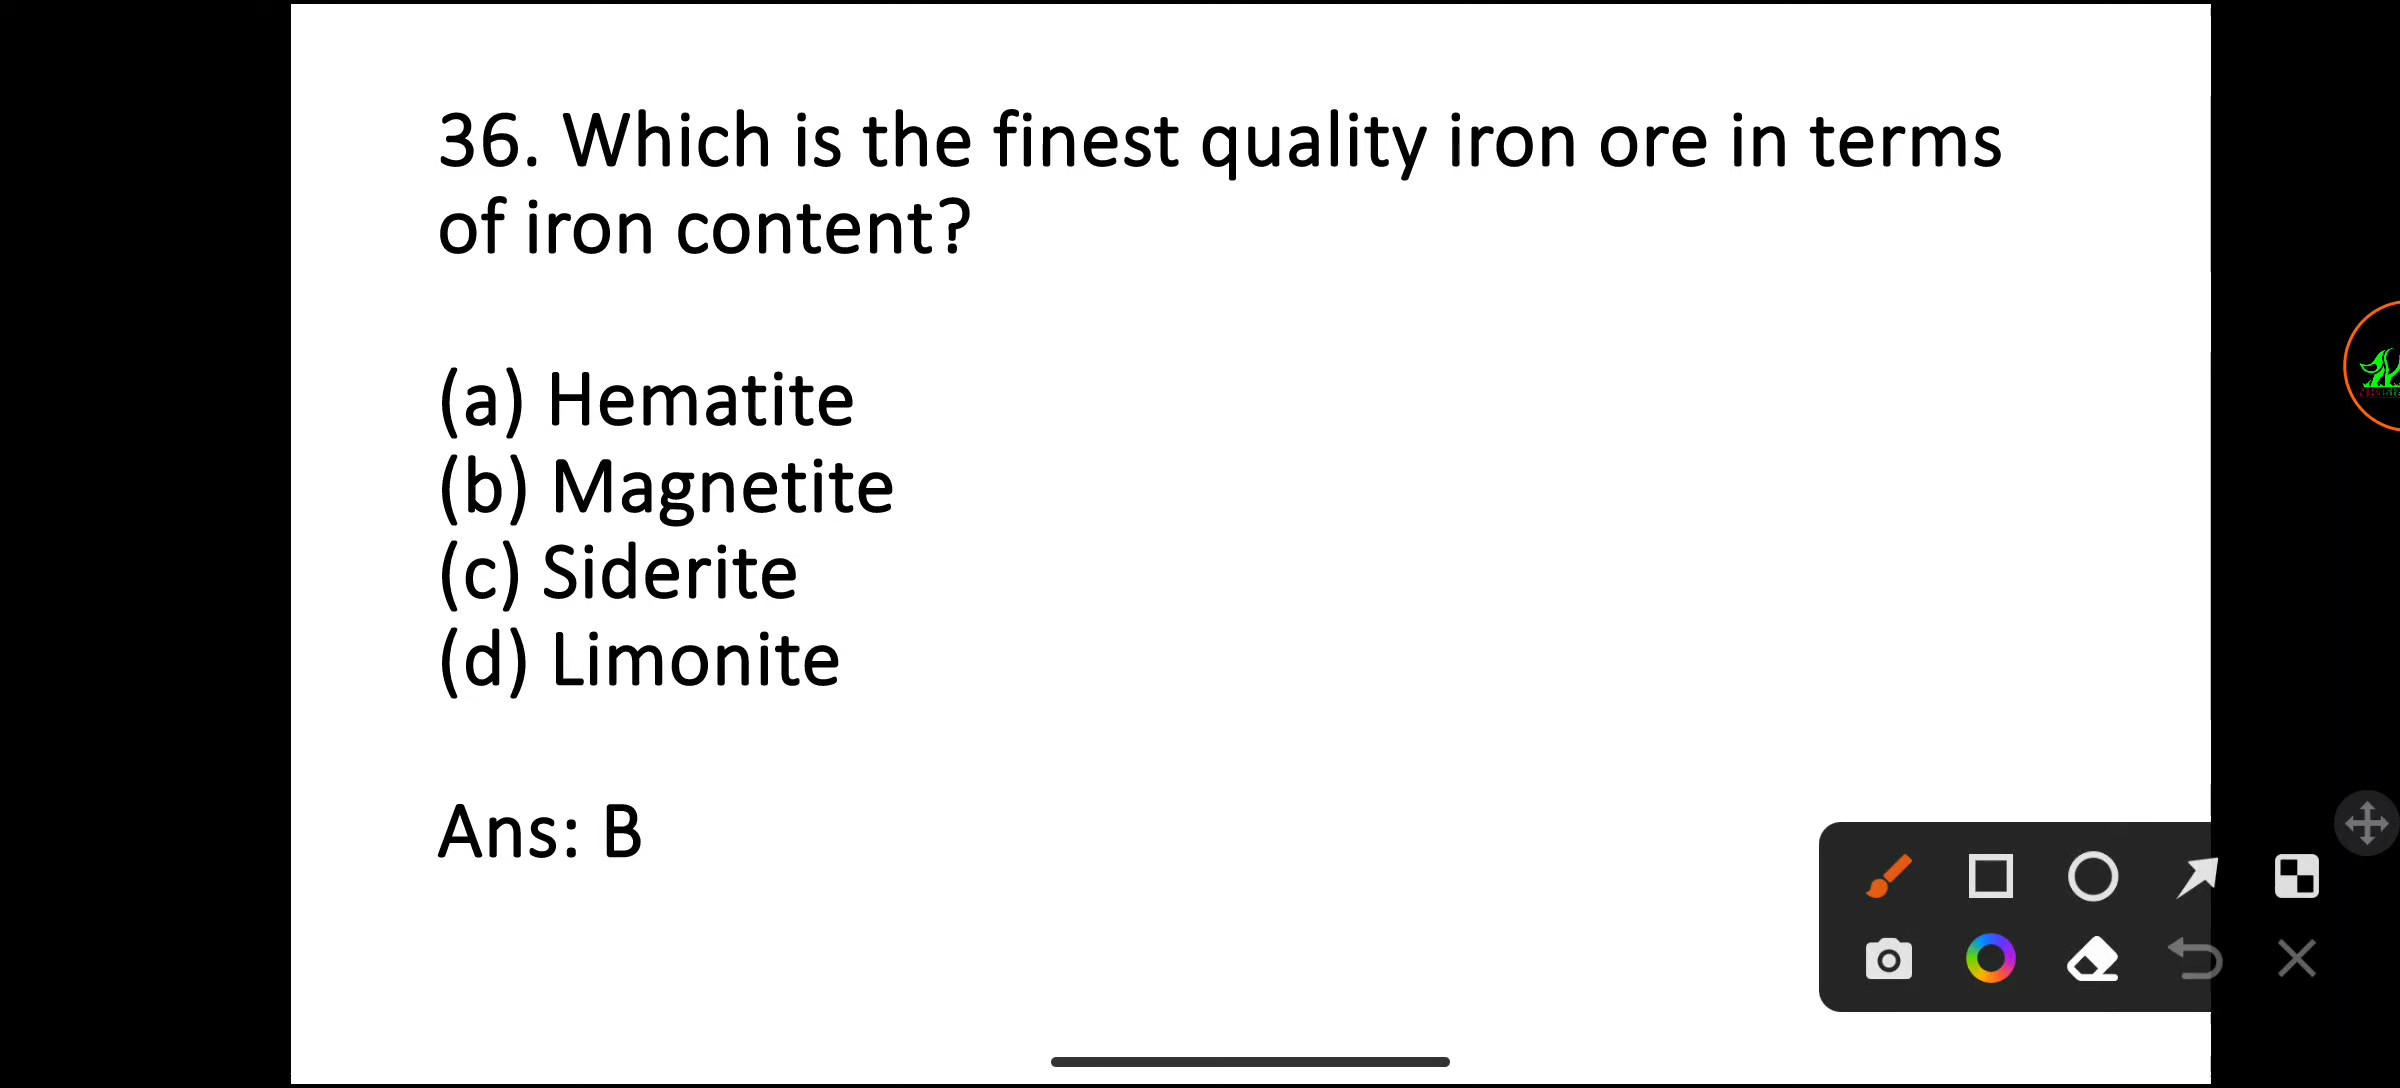 36. Which is the finest quality iron ore in terms
of iron content?
(a) Hematite
(b) Magnetite
(c) Siderite
(d) Limonite
Ans: B